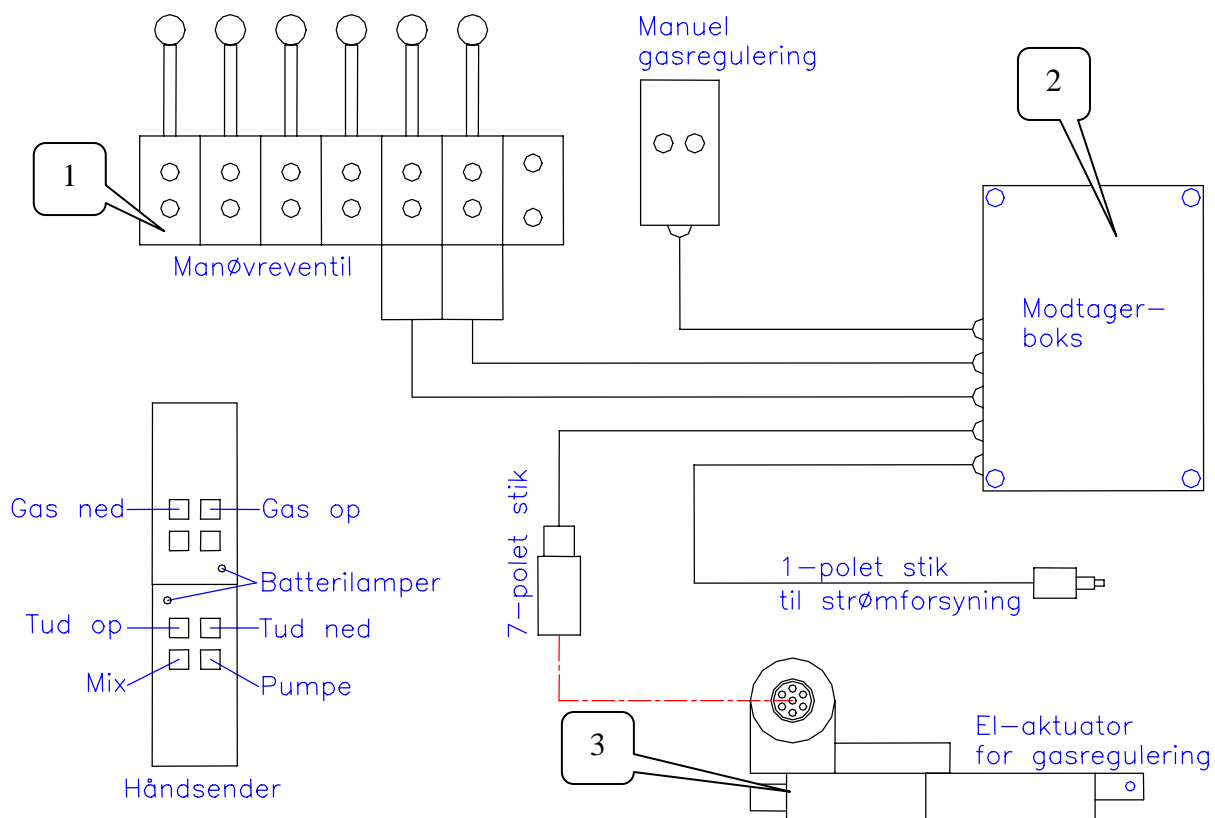 Manuel
gasregulering
2
1
Manøvreventil
Modtager-
boks
Gas ned
Gas op
7-polet stik
Batterilamper
1-polet stik
til strømforsyning
Tud op
Tud ned
Mix
Pumpe
3
El-aktuator
for gasregulering
Håndsender